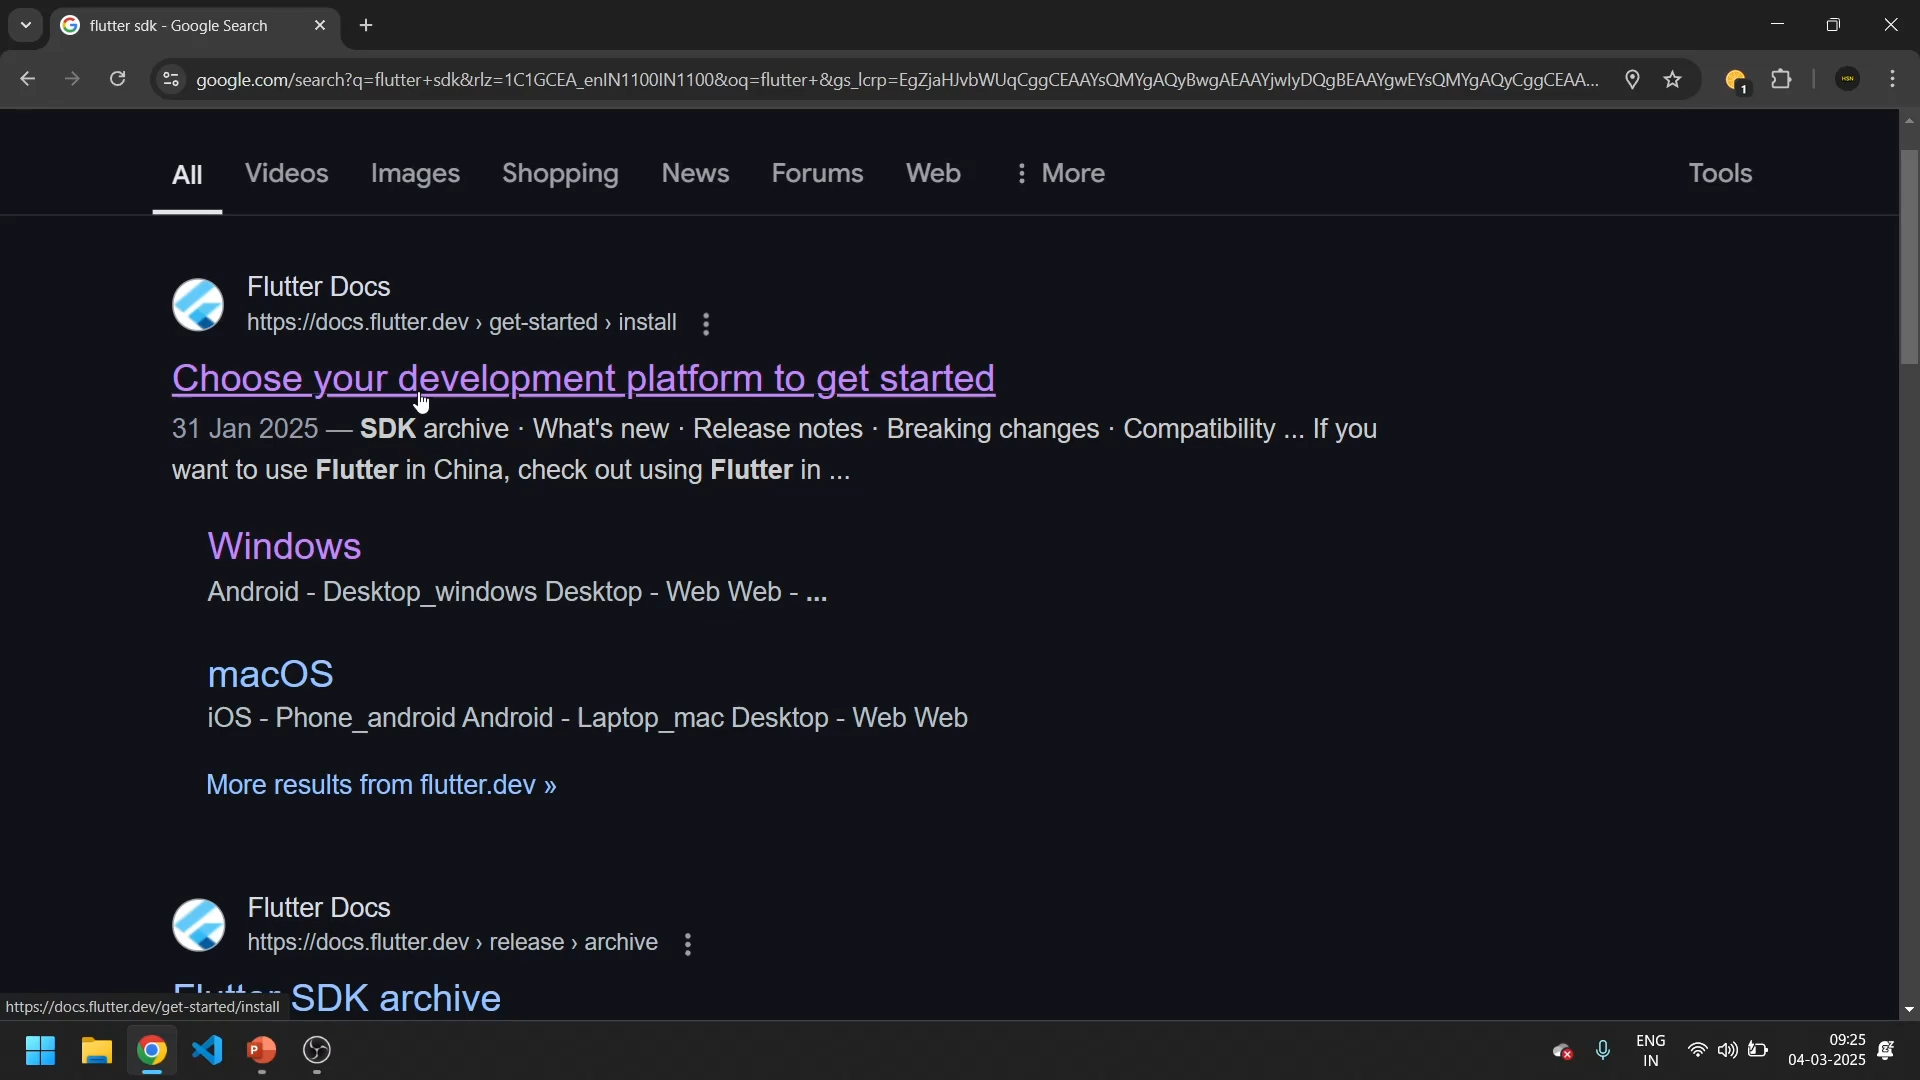 flutter sdk - Google Search
google.com/search?q=flutter+sdk&rlz=1C1GCEA_enIN1100IN1100&oq=flutter+&gs_lcrp=EgZjaHJvbWUqCggCEAAYsQMYgAQyBwgAEAAYjwIyDQgBEAAYgwEYsQMYgAQyCggCEAA...
1
HSN
All Videos Images Shopping News Forums Web More Tools
Flutter Docs
https://docs.flutter.dev › get-started › install
Choose your development platform to get started
31 Jan 2025 — SDK archive · What's new · Release notes · Breaking changes · Compatibility ... If you
want to use Flutter in China, check out using Flutter in ...
Windows
Android - Desktop_windows Desktop - Web Web - ...
macOS
iOS - Phone_android Android - Laptop_mac Desktop - Web Web
More results from flutter.dev »
Flutter Docs
https://docs.flutter.dev › release › archive
Flutter SDK archive
https://docs.flutter.dev/get-started/install
ENG
IN
09:25
04-03-2025